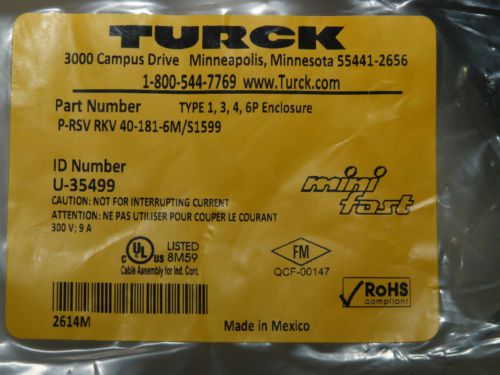 TURCK
3000 Campus Drive Minneapolis, Minnesota 55441-2656
1-800-544-7769 www.Turck.com
Part Number TYPE 1, 3, 4, 6P Enclosure
P-RSV RKV 40-181-6M/S1599
ID Number
U-35499
mini fast
CAUTION: NOT FOR INTERRUPTING CURRENT
ATTENTION: NE PAS UTILISER POUR COUPER LE COURANT
300 V; 9 A
c UL us LISTED
8M59
Cable Assembly for Ind. Cont.
FM
QCF-00147
RoHS
compliant
2614M
Made in Mexico